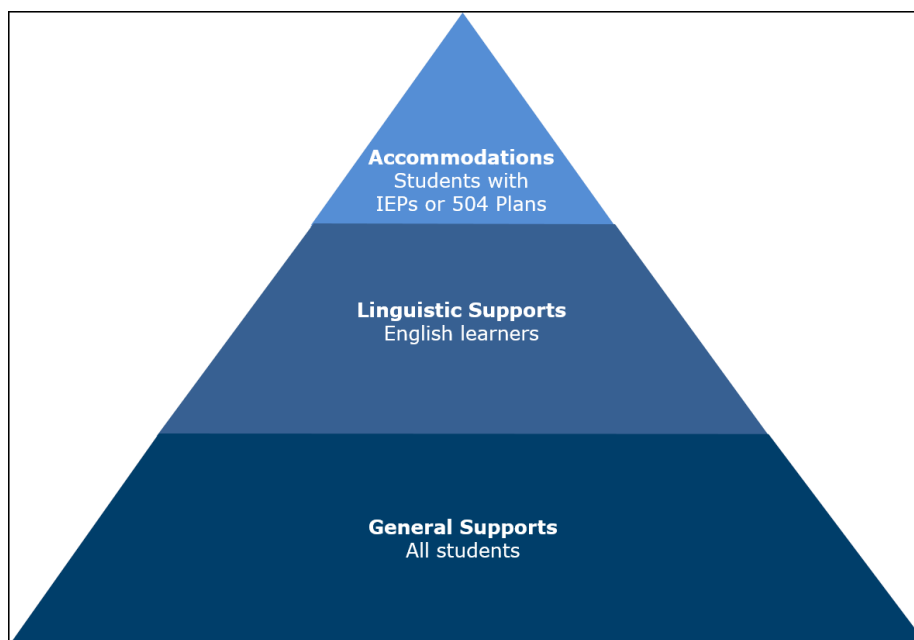 Accommodations
Students with
IEPs or 504 Plans
Linguistic Supports
English learners
General Supports
All students